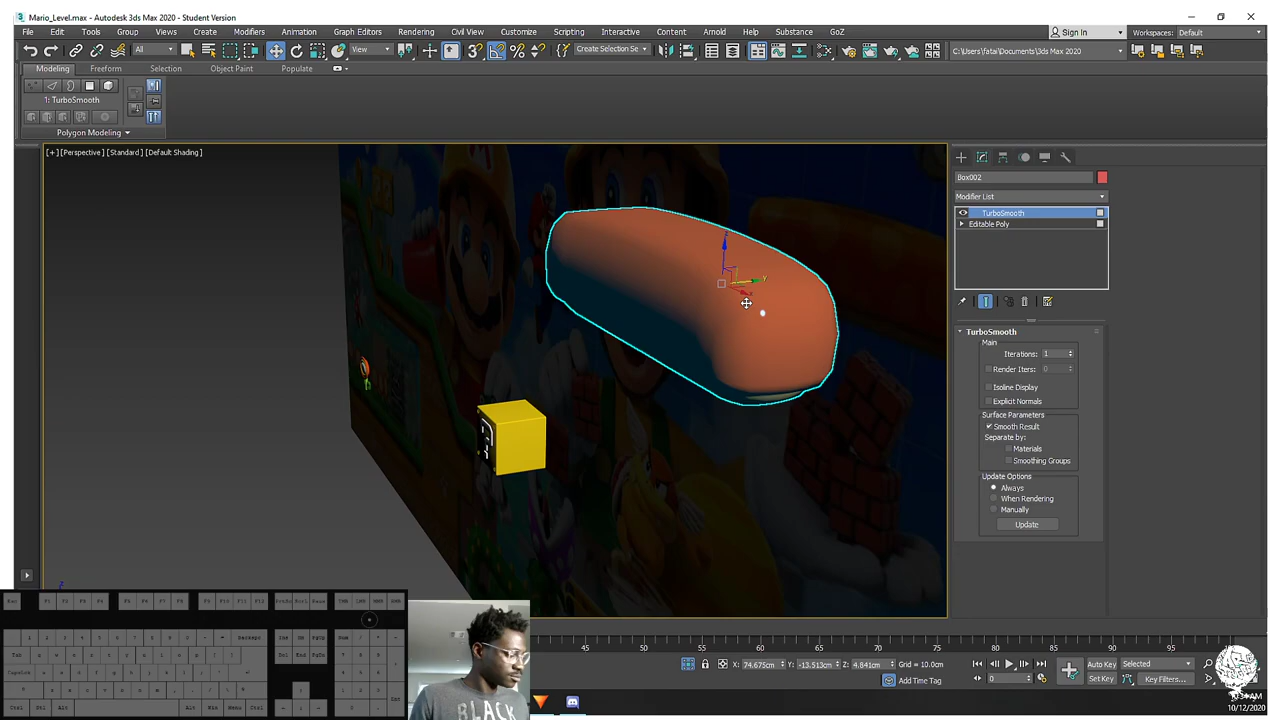 Mario_Level.max - Autodesk 3ds Max 2020 - Student Version
File Edit Tools Group Views Create Modifiers Animation Graph Editors Rendering Civil View Customize Scripting Interactive Content Arnold Help Substance GoZ
Sign In
Workspaces: Default
All
View
Create Selection Se
C:\Users\fatai\Documents\3ds Max 2020
Modeling Freeform Selection Object Paint Populate
1: TurboSmooth
Polygon Modeling
[+] [Perspective] [Standard] [Default Shading]
Box002
Modifier List
TurboSmooth
Editable Poly
TurboSmooth
Main
Iterations: 1
Render Iters: 0
Isoline Display
Explicit Normals
Surface Parameters
Smooth Result
Separate by:
Materials
Smoothing Groups
Update Options
Always
When Rendering
Manually
Update
45 50 55 60 65 70 75 80 85 90 95
X: 74.675cm Y: -13.513cm Z: 4.841cm Grid = 10.0cm
Add Time Tag
0
Auto Key Selected
Set Key Key Filters...
BLACK
10/12/2020